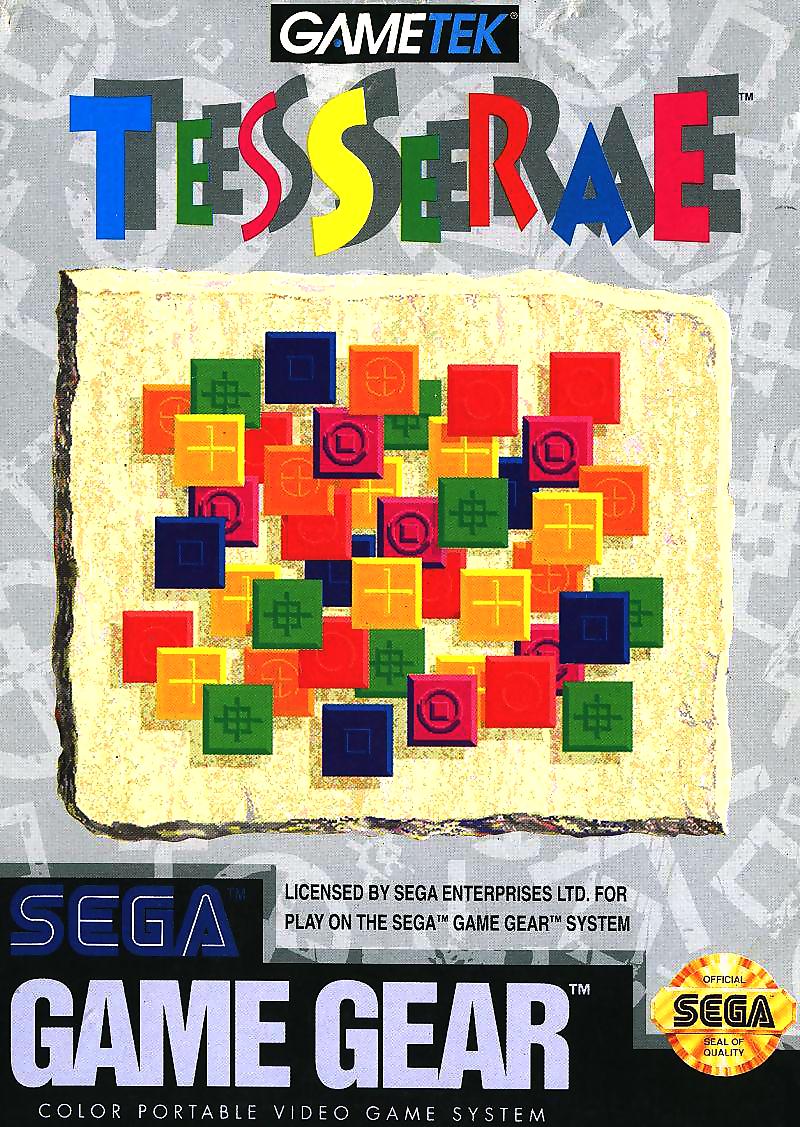 GAMETEK®
TESSERAE™
LICENSED BY SEGA ENTERPRISES LTD. FOR
PLAY ON THE SEGA™ GAME GEAR™ SYSTEM
SEGA™
GAME GEAR™
COLOR PORTABLE VIDEO GAME SYSTEM
OFFICIAL
SEGA™
SEAL OF
QUALITY